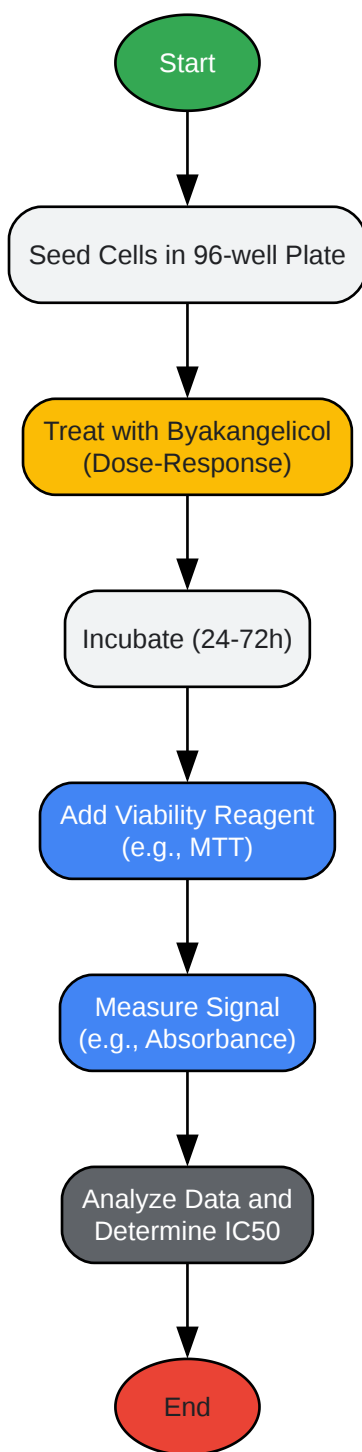 Start
Seed Cells in 96-well Plate
Treat with Byakangelicol
(Dose-Response)
Incubate (24-72h)
Add Viability Reagent
(e.g., MTT)
Measure Signal
(e.g., Absorbance)
Analyze Data and
Determine IC50
End